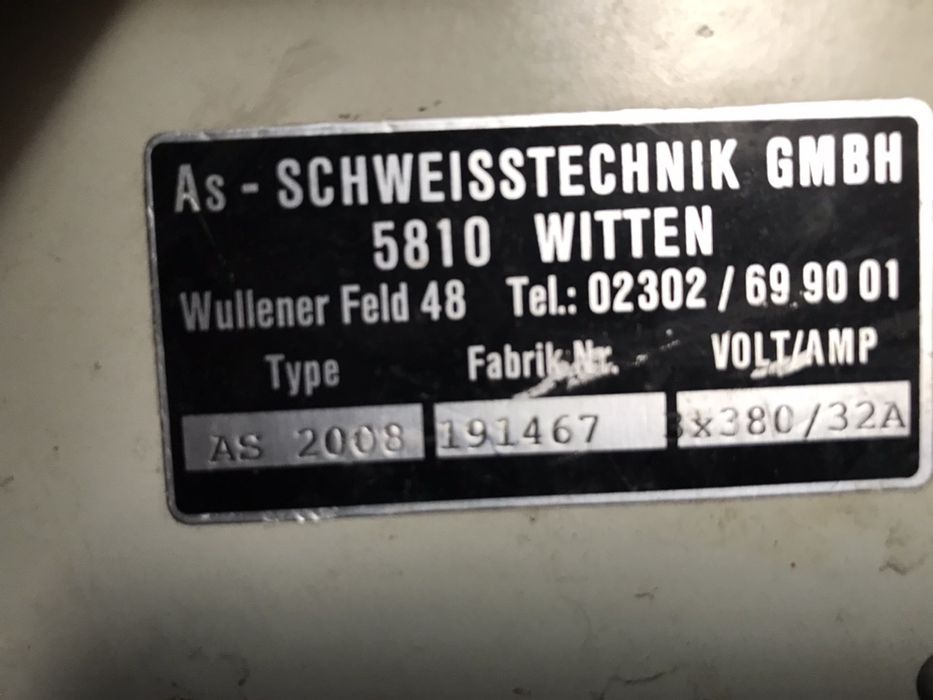 As - SCHWEISSTECHNIK GMBH
5810 WITTEN
Wullener Feld 48 Tel.: 02302 / 69 90 01
Type Fabrik.Nr. VOLT/AMP
AS 2008 191467 3x380/32A